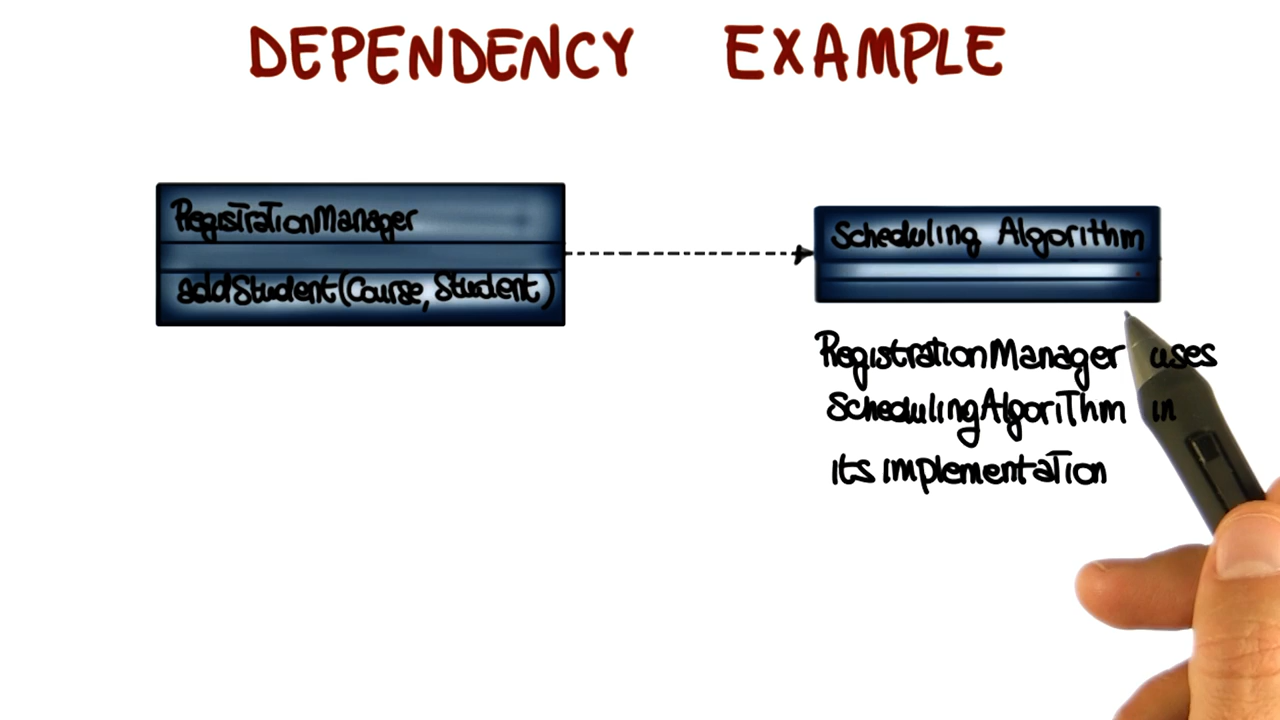 DEPENDENCY EXAMPLE
RegistrationManager
addStudent(Course, Student)
Scheduling Algorithm
RegistrationManager uses
SchedulingAlgorithm in
its implementation